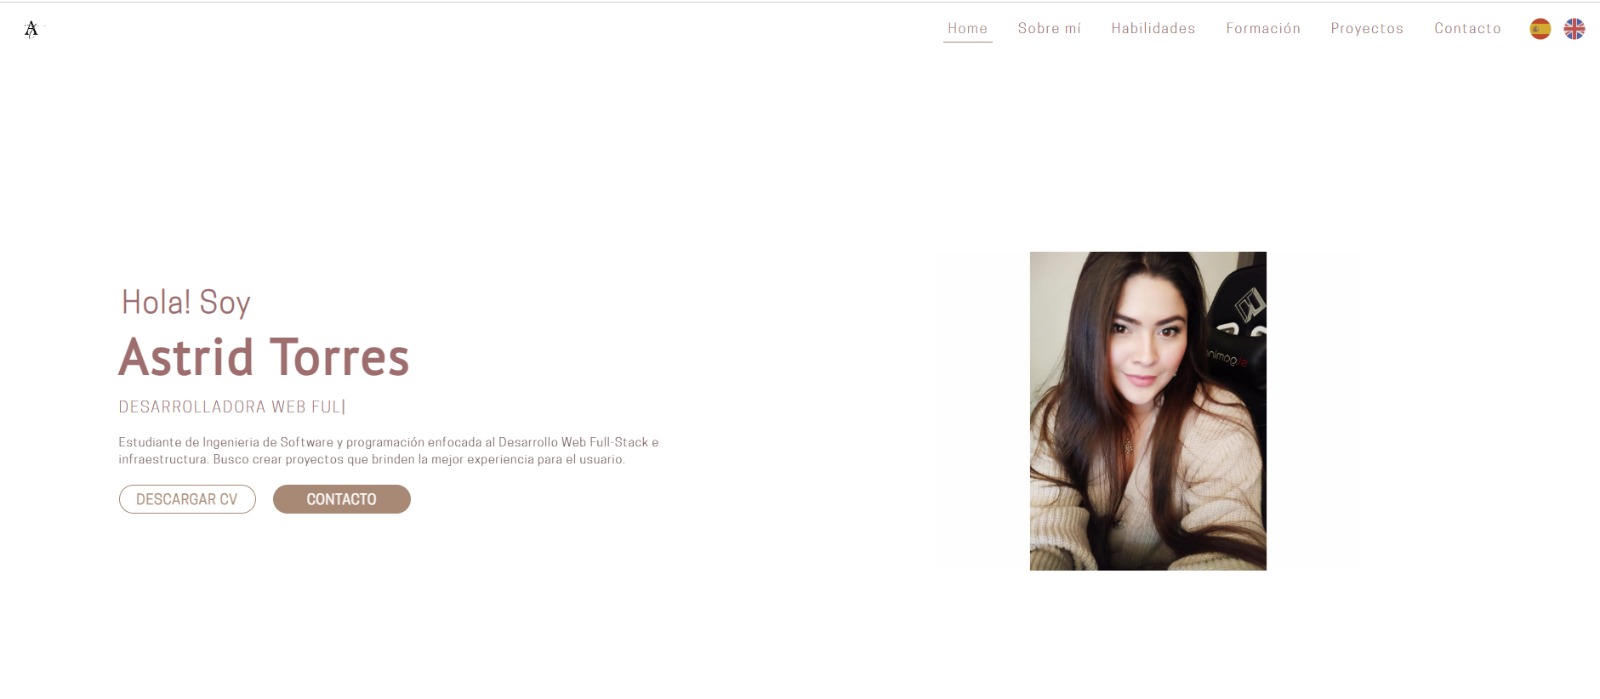 A
Home Sobre mí Habilidades Formación Proyectos Contacto
Hola! Soy
Astrid Torres
DESARROLLADORA WEB FUL|
Estudiante de Ingenieria de Software y programación enfocada al Desarrollo Web Full-Stack e
infraestructura. Busco crear proyectos que brinden la mejor experiencia para el usuario.
DESCARGAR CV CONTACTO